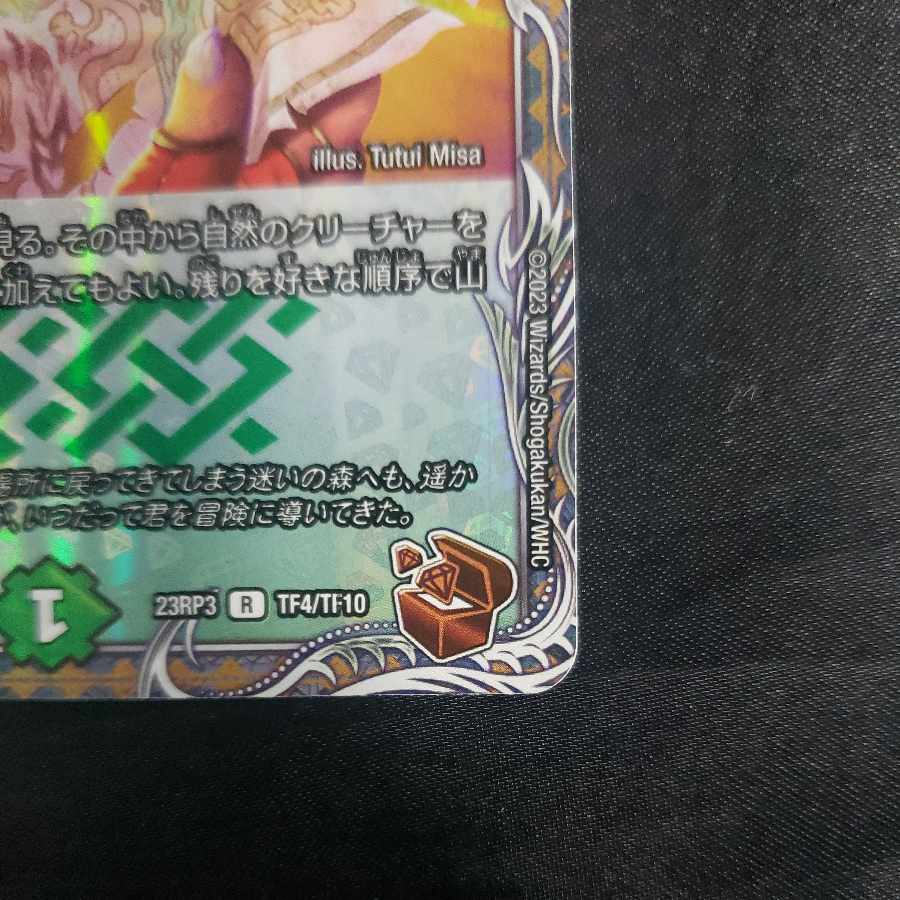 illus. Tutui Misa
見る。その中から自然のクリーチャーを
加えてもよい。残りを好きな順序で山
場所に戻ってきてしまう迷いの森へも、遥か
いつだって君を冒険に導いてきた。
1
23RP3 R TF4/TF10
©2023 Wizards/Shogakukan/WHC